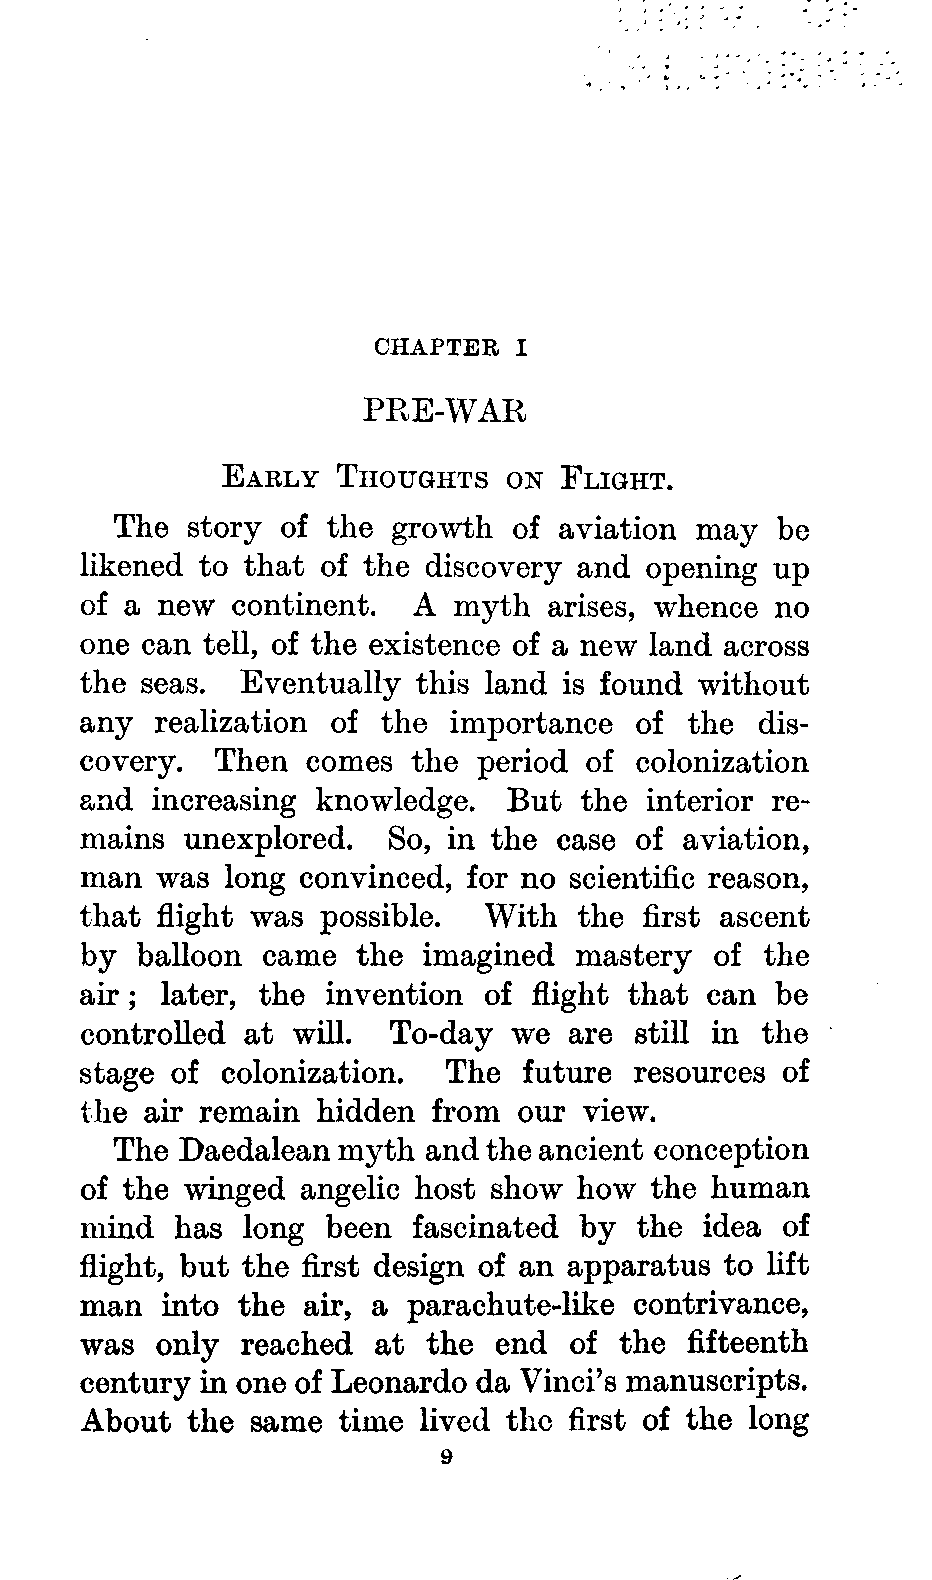 UNIV. OF
CALIFORNIA
CHAPTER I
PRE-WAR
EARLY THOUGHTS ON FLIGHT.
The story of the growth of aviation may be
likened to that of the discovery and opening up
of a new continent. A myth arises, whence no
one can tell, of the existence of a new land across
the seas. Eventually this land is found without
any realization of the importance of the dis-
covery. Then comes the period of colonization
and increasing knowledge. But the interior re-
mains unexplored. So, in the case of aviation,
man was long convinced, for no scientific reason,
that flight was possible. With the first ascent
by balloon came the imagined mastery of the
air ; later, the invention of flight that can be
controlled at will. To-day we are still in the
stage of colonization. The future resources of
the air remain hidden from our view.
The Daedalean myth and the ancient conception
of the winged angelic host show how the human
mind has long been fascinated by the idea of
flight, but the first design of an apparatus to lift
man into the air, a parachute-like contrivance,
was only reached at the end of the fifteenth
century in one of Leonardo da Vinci's manuscripts.
About the same time lived the first of the long
9